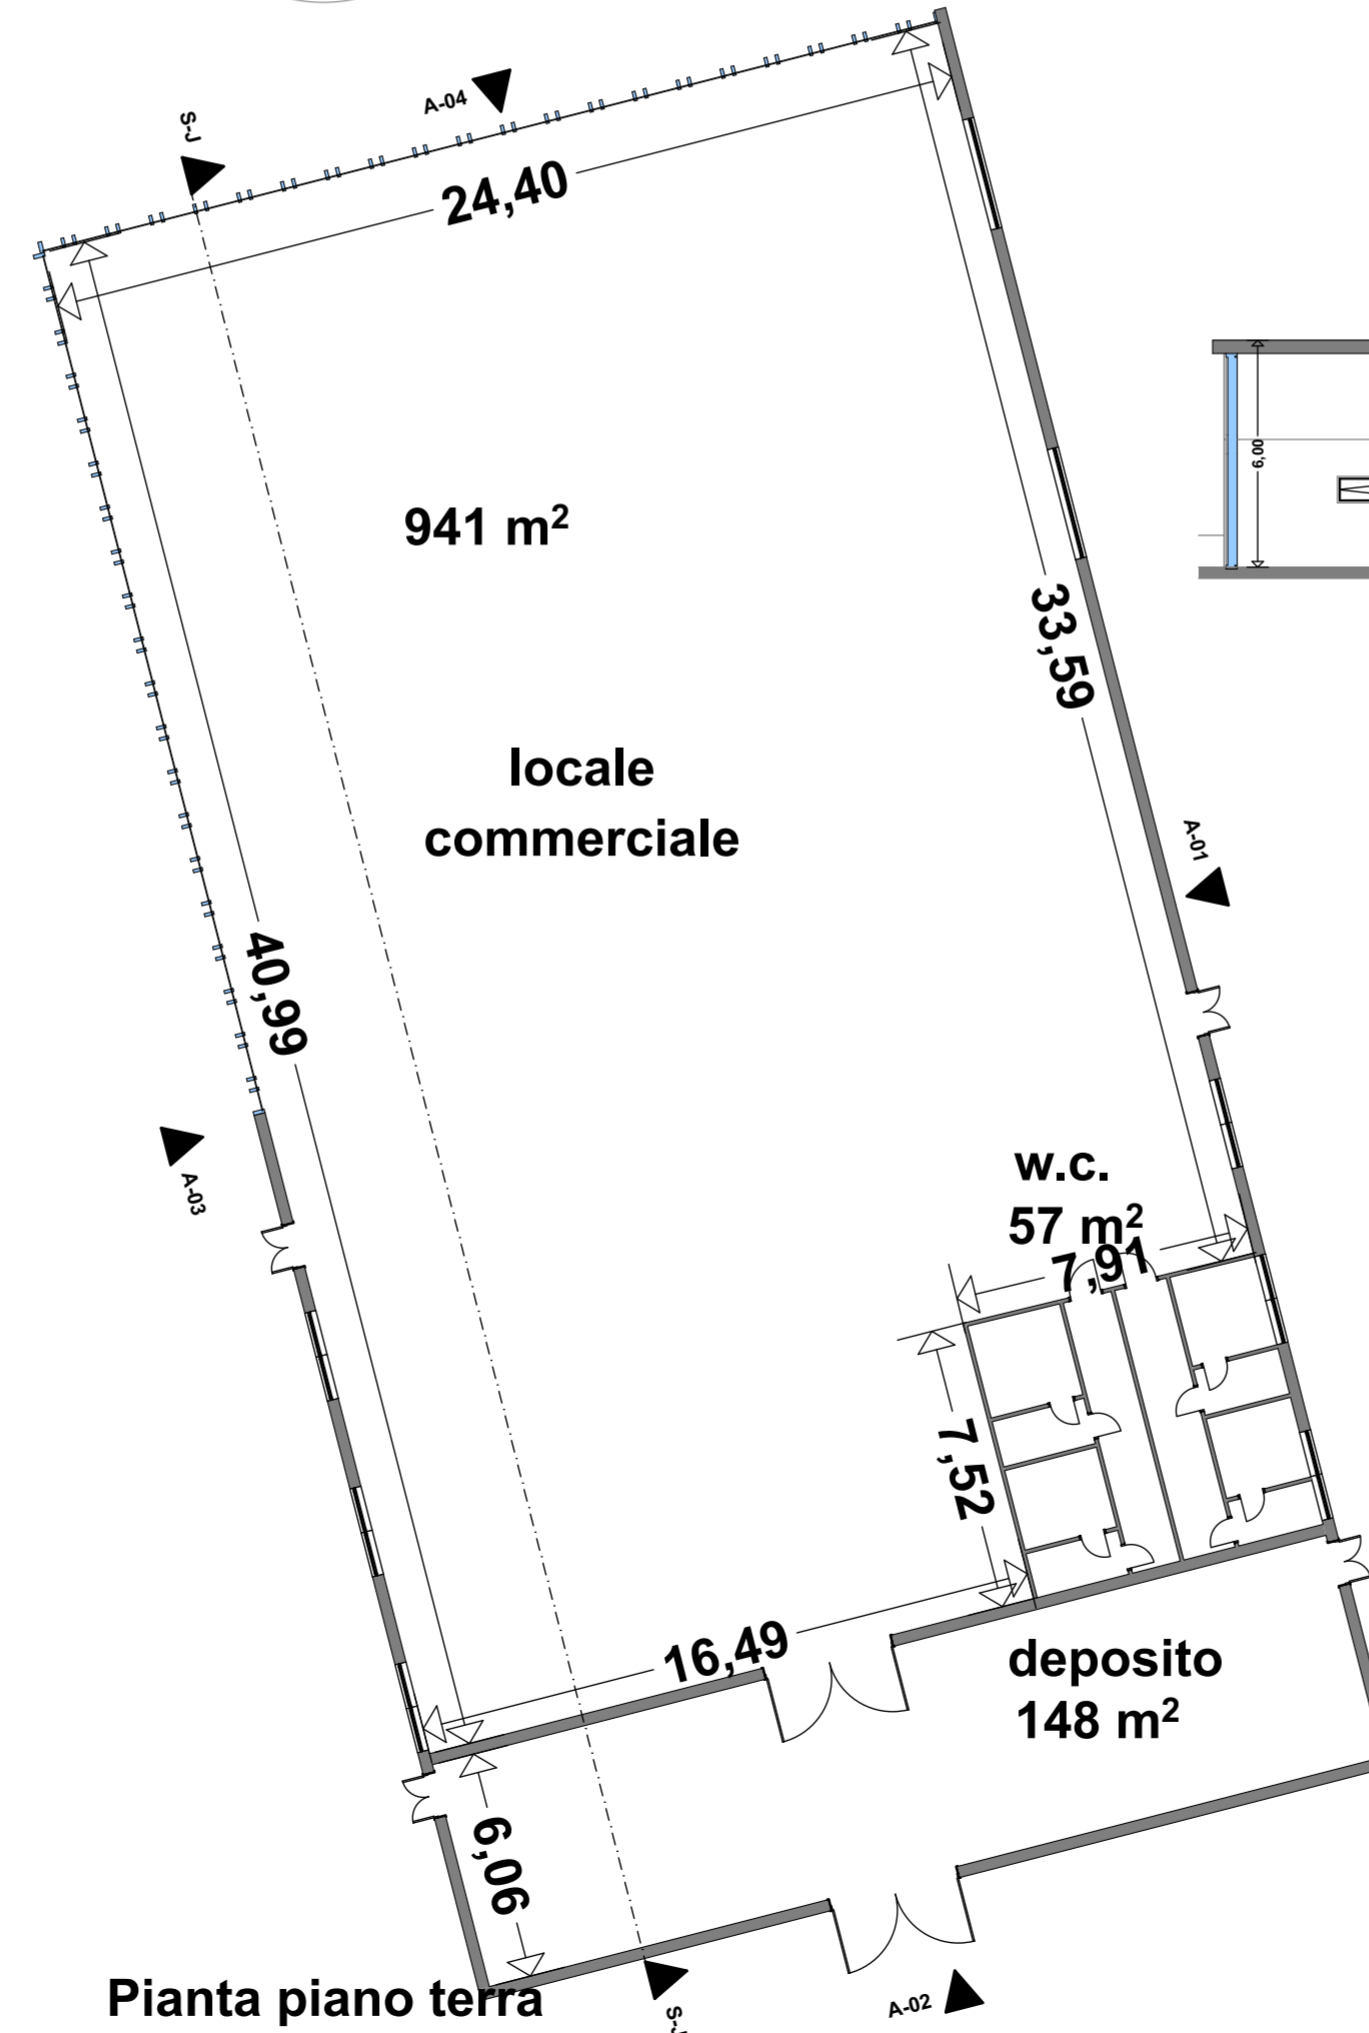 S-J
A-04
24,40
941 m²
6,00
33,59
locale
commerciale
A-01
40,99
A-03
w.c.
57 m²
7,91
7,52
16,49
deposito
148 m²
6,06
Pianta piano terra
A-02